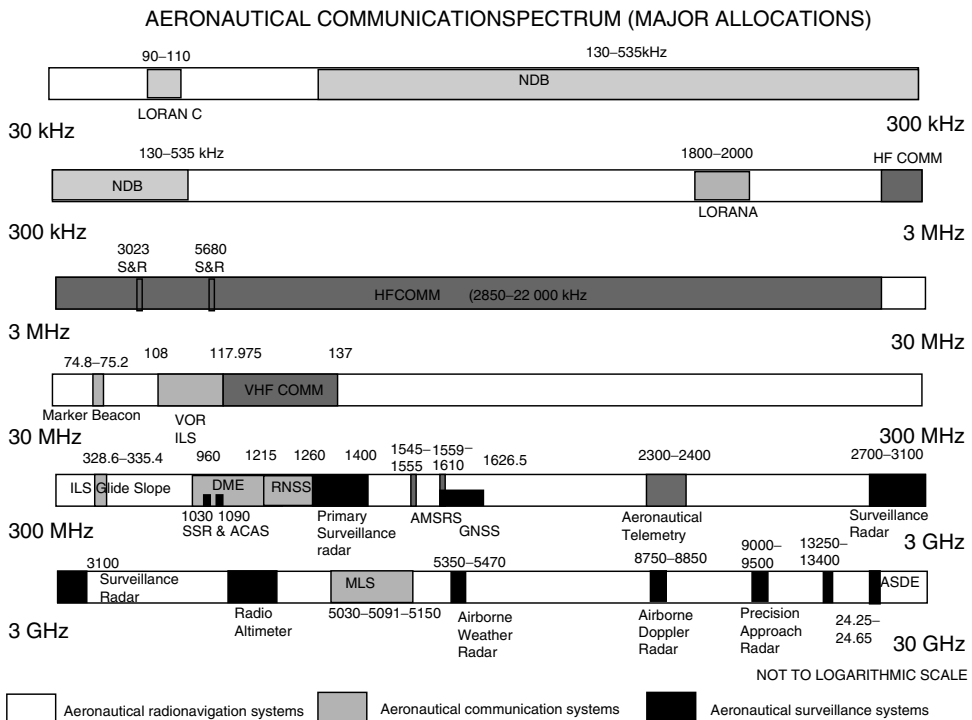 AERONAUTICAL COMMUNICATIONSPECTRUM (MAJOR ALLOCATIONS)
90–110
130–535kHz
NDB
LORAN C
30 kHz
300 kHz
130–535 kHz
1800–2000
HF COMM
NDB
LORANA
300 kHz
3 MHz
3023
S&R
5680
S&R
HFCOMM (2850–22 000 kHz
3 MHz
30 MHz
74.8–75.2
108
117.975
137
VHF COMM
Marker Beacon
VOR
ILS
30 MHz
300 MHz
328.6–335.4
960
1215
1260
1400
1545–
1555
1559–
1610
1626.5
2300–2400
2700–3100
ILS Glide Slope
DME
RNSS
1030 1090
SSR & ACAS
Primary
Surveillance
radar
AMSRS
GNSS
Aeronautical
Telemetry
Surveillance
Radar
300 MHz
3 GHz
3100
Surveillance
Radar
Radio
Altimeter
MLS
5030–5091–5150
5350–5470
Airborne
Weather
Radar
8750–8850
Airborne
Doppler
Radar
9000–
9500
Precision
Approach
Radar
13250–
13400
24.25–
24.65
ASDE
3 GHz
30 GHz
NOT TO LOGARITHMIC SCALE
Aeronautical radionavigation systems
Aeronautical communication systems
Aeronautical surveillance systems